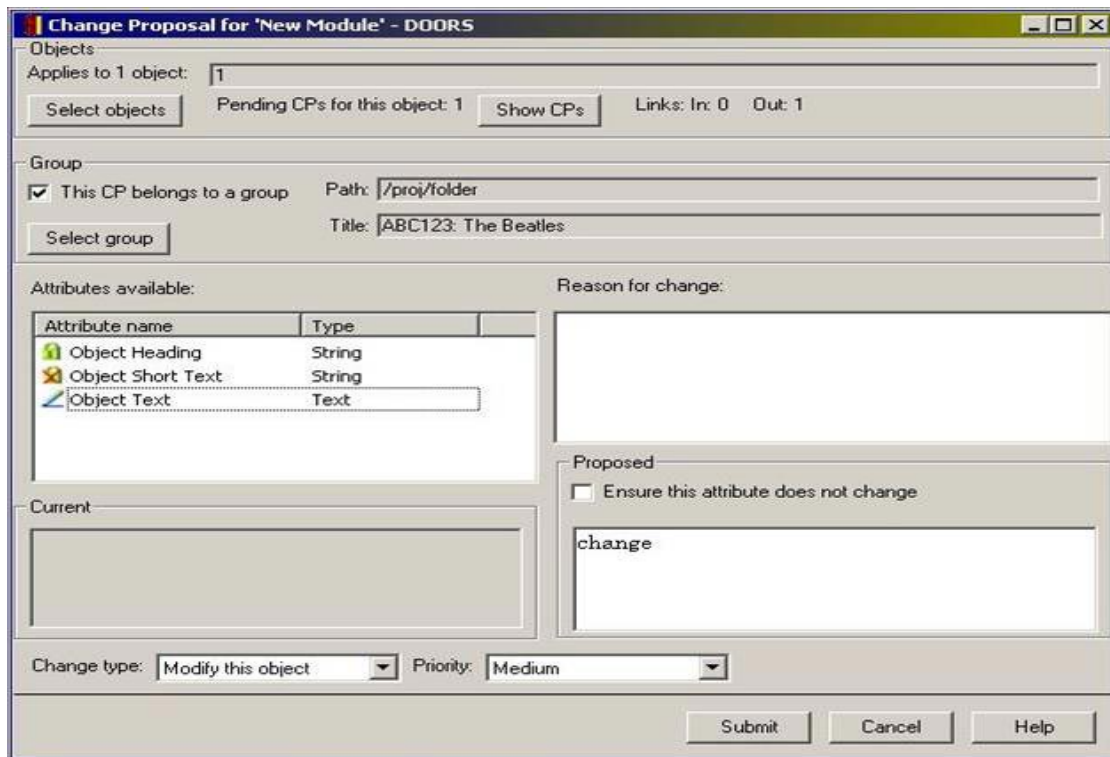 Change Proposal for 'New Module' - DOORS
Objects
Applies to 1 object: 1
Select objects Pending CPs for this object: 1 Show CPs Links: In: 0 Out: 1
Group
This CP belongs to a group Path: /proj/folder
Select group Title: ABC123: The Beatles
Attributes available:
Attribute name Type
Object Heading String
Object Short Text String
Object Text Text
Reason for change:
Current
Proposed
Ensure this attribute does not change
change
Change type: Modify this object Priority: Medium
Submit Cancel Help